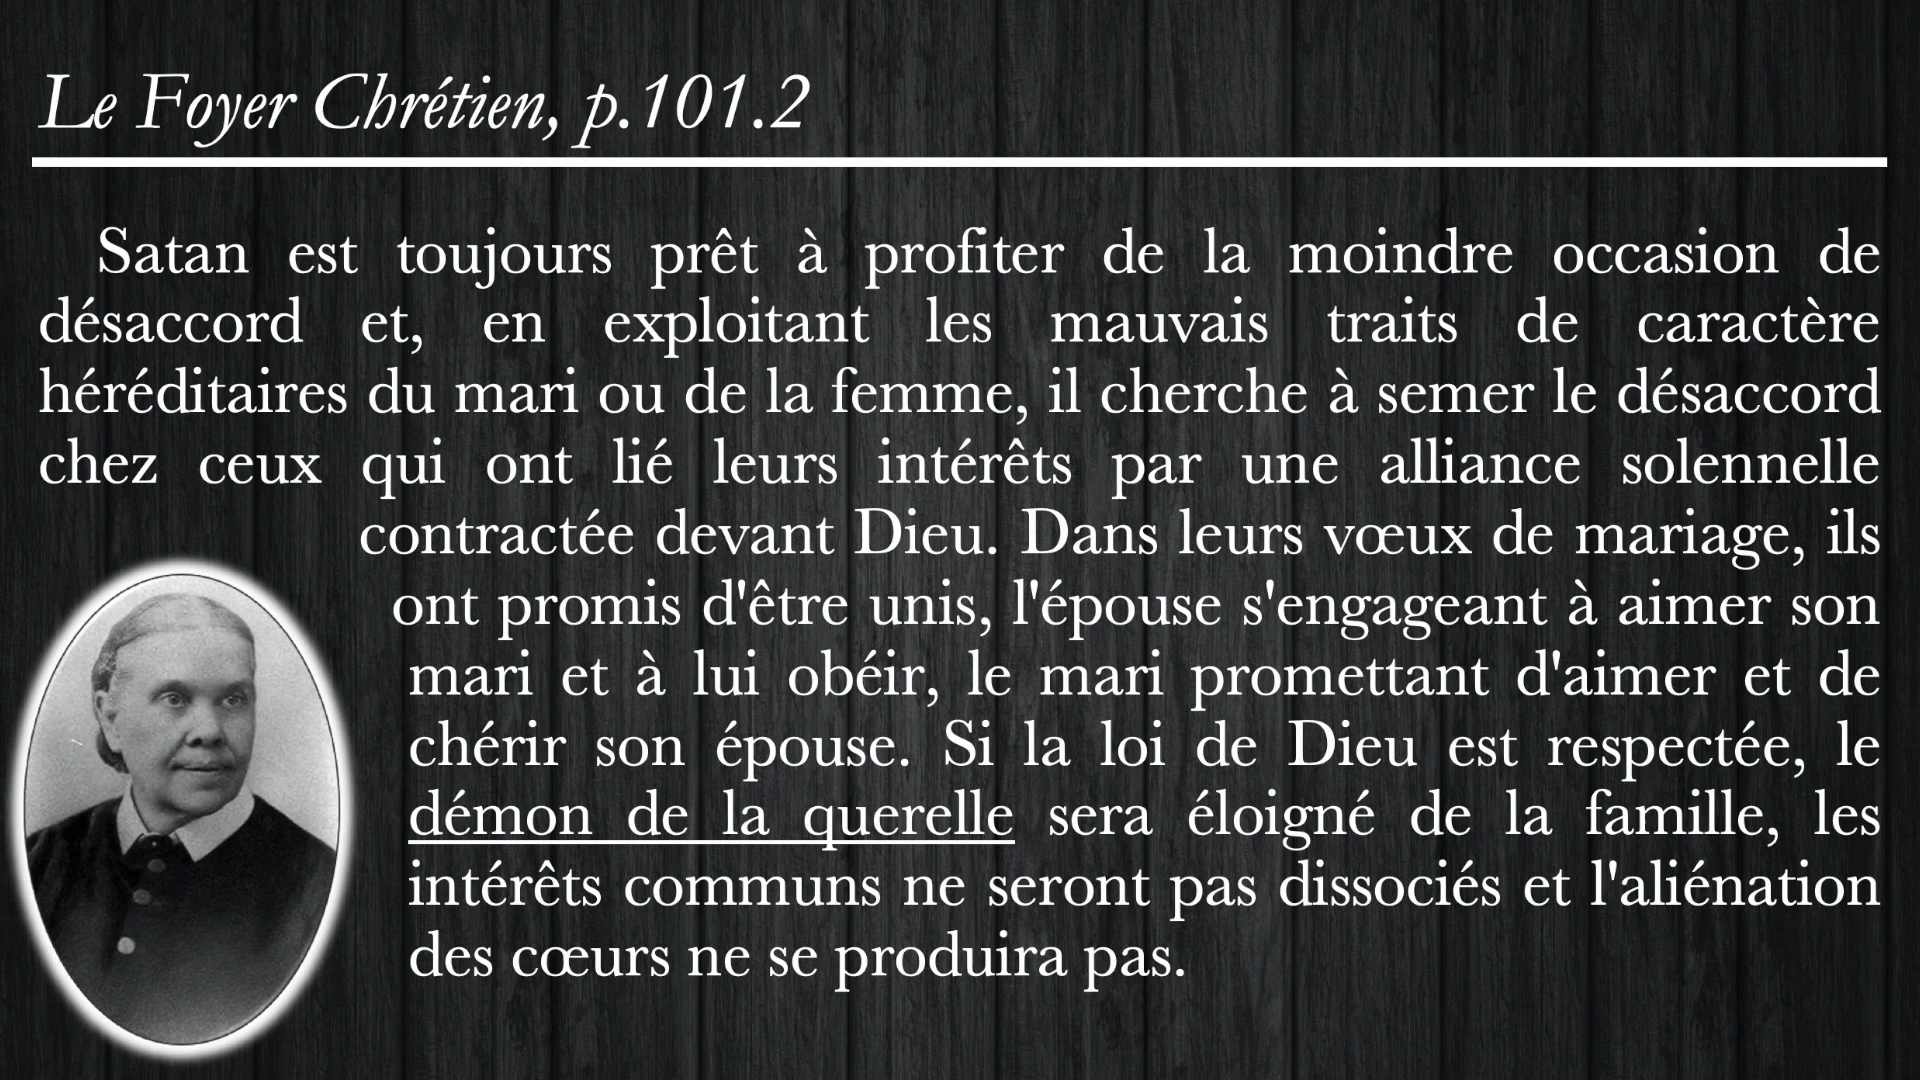 Le Foyer Chrétien, p.101.2
Satan est toujours prêt à profiter de la moindre occasion de
désaccord et, en exploitant les mauvais traits de caractère
héréditaires du mari ou de la femme, il cherche à semer le désaccord
chez ceux qui ont lié leurs intérêts par une alliance solennelle
contractée devant Dieu. Dans leurs vœux de mariage, ils
ont promis d'être unis, l'épouse s'engageant à aimer son
mari et à lui obéir, le mari promettant d'aimer et de
chérir son épouse. Si la loi de Dieu est respectée, le
démon de la querelle sera éloigné de la famille, les
intérêts communs ne seront pas dissociés et l'aliénation
des cœurs ne se produira pas.